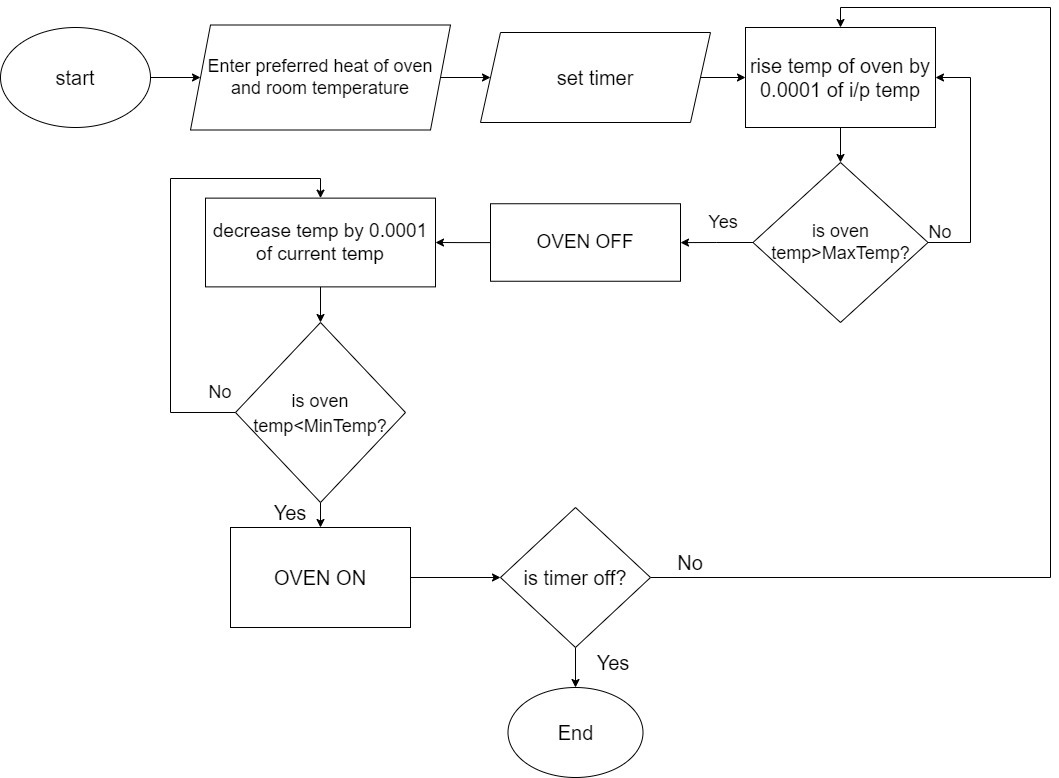 start
Enter preferred heat of oven
and room temperature
set timer
rise temp of oven by
0.0001 of i/p temp
is oven
temp>MaxTemp?
No
Yes
OVEN OFF
decrease temp by 0.0001
of current temp
is oven
temp<MinTemp?
No
Yes
OVEN ON
is timer off?
No
Yes
End